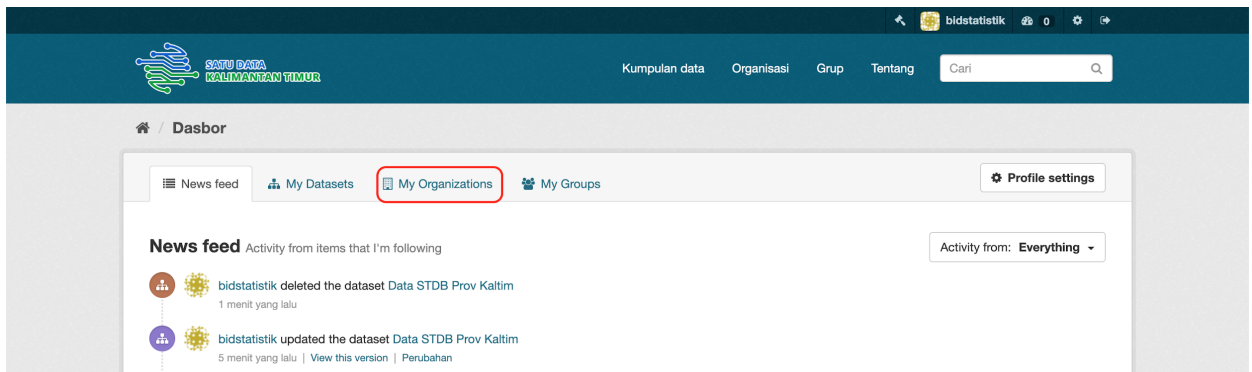 bidstatistik 0
SATU DATA
KALIMANTAN TIMUR
Kumpulan data Organisasi Grup Tentang Cari
/ Dasbor
News feed My Datasets My Organizations My Groups Profile settings
News feed Activity from items that I'm following Activity from: Everything
bidstatistik deleted the dataset Data STDB Prov Kaltim
1 menit yang lalu
bidstatistik updated the dataset Data STDB Prov Kaltim
5 menit yang lalu | View this version | Perubahan